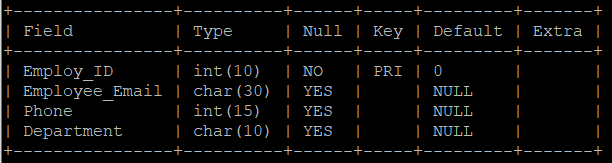 +----------------+----------+------+-----+---------+-------+
| Field          | Type     | Null | Key | Default | Extra |
+----------------+----------+------+-----+---------+-------+
| Employ_ID      | int(10)  | NO   | PRI | 0       |       |
| Employee_Email | char(30) | YES  |     | NULL    |       |
| Phone          | int(15)  | YES  |     | NULL    |       |
| Department     | char(10) | YES  |     | NULL    |       |
+----------------+----------+------+-----+---------+-------+